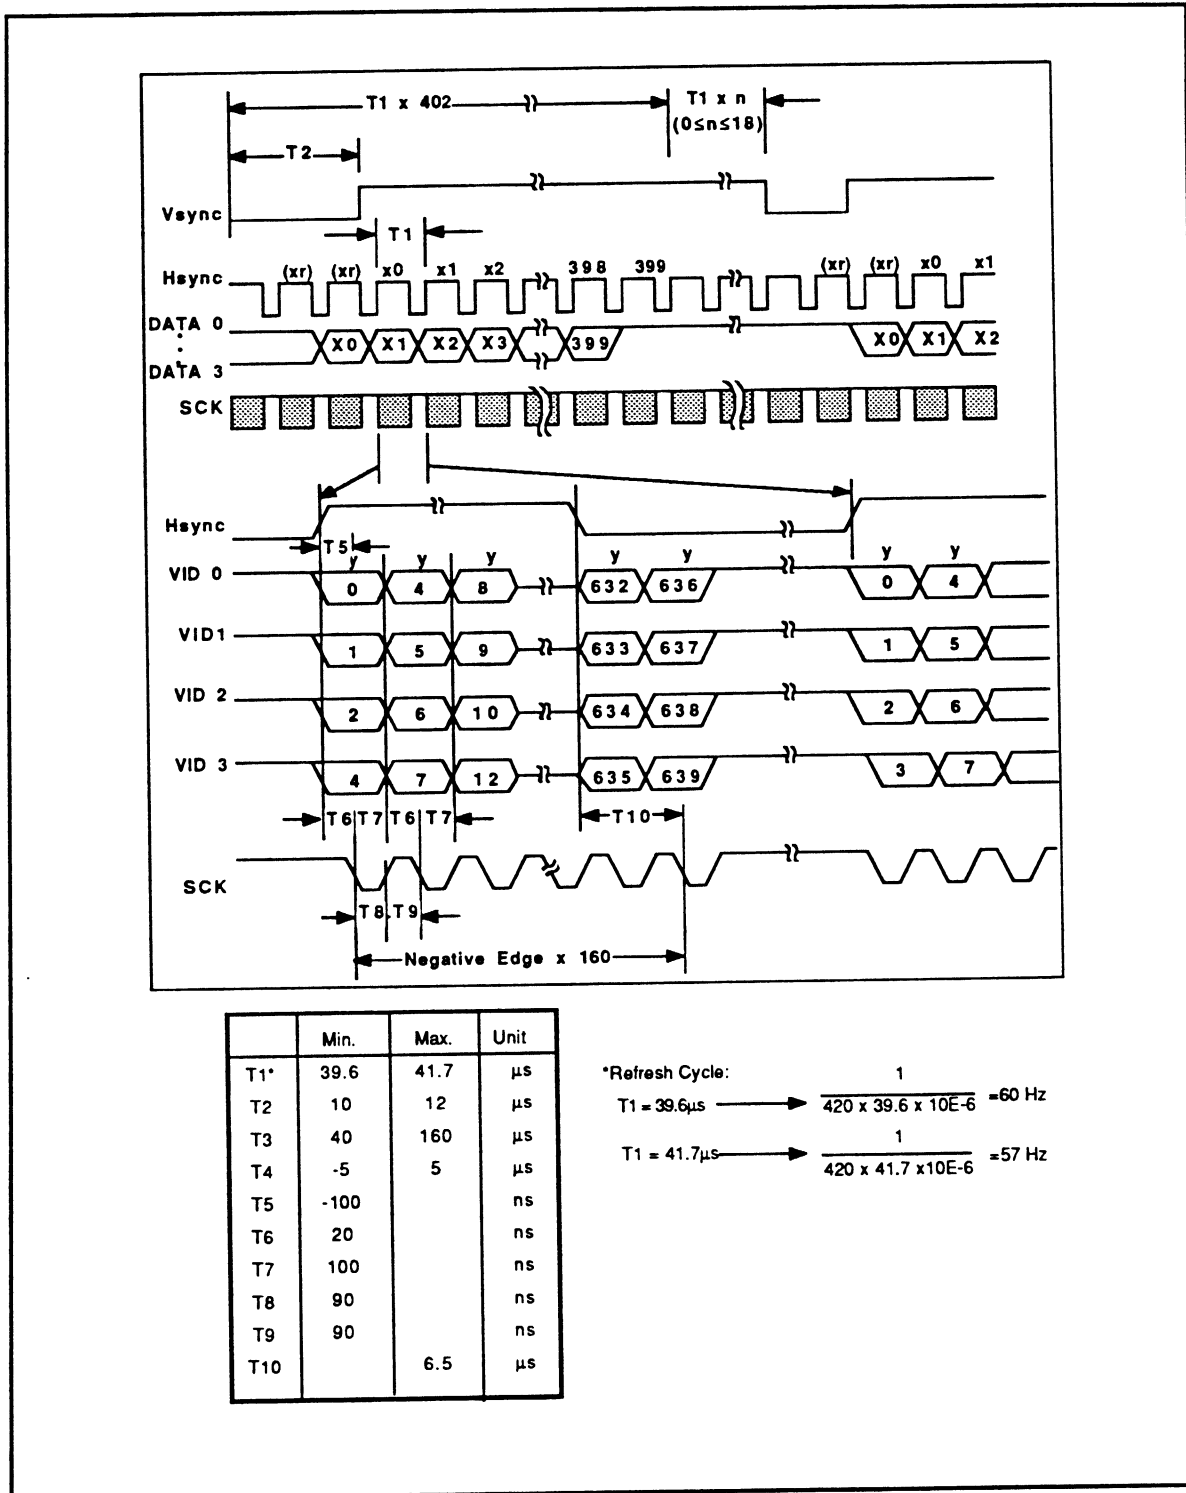 T1 x 402
T1 x n
(0≤n≤18)
T2
Vsync
T1
Hsync
(xr) (xr) x0 x1 x2 398 399 (xr) (xr) x0 x1
DATA 0
X0 X1 X2 X3 399 X0 X1 X2
DATA 3
SCK
Hsync
T5
y y y y y y y
VID 0 0 4 8 632 636 0 4
VID1 1 5 9 633 637 1 5
VID 2 2 6 10 634 638 2 6
VID 3 4 7 12 635 639 3 7
T6 T7 T6 T7 T10
SCK
T8 T9
Negative Edge x 160
Min. Max. Unit
T1* 39.6 41.7 µs
T2 10 12 µs
T3 40 160 µs
T4 -5 5 µs
T5 -100 ns
T6 20 ns
T7 100 ns
T8 90 ns
T9 90 ns
T10 6.5 µs
*Refresh Cycle:
T1 = 39.6µs 1 / 420 x 39.6 x 10E-6 =60 Hz
T1 = 41.7µs 1 / 420 x 41.7 x10E-6 =57 Hz